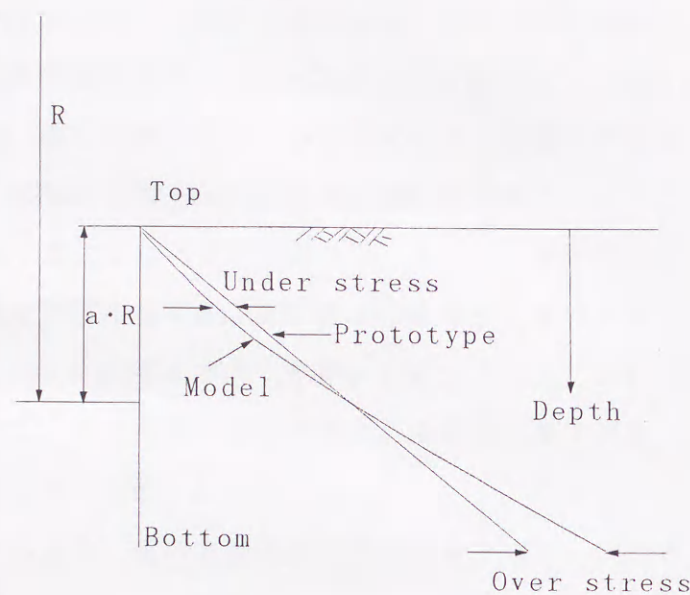 R
Top
Under stress
a·R
Prototype
Model
Depth
Bottom
Over stress